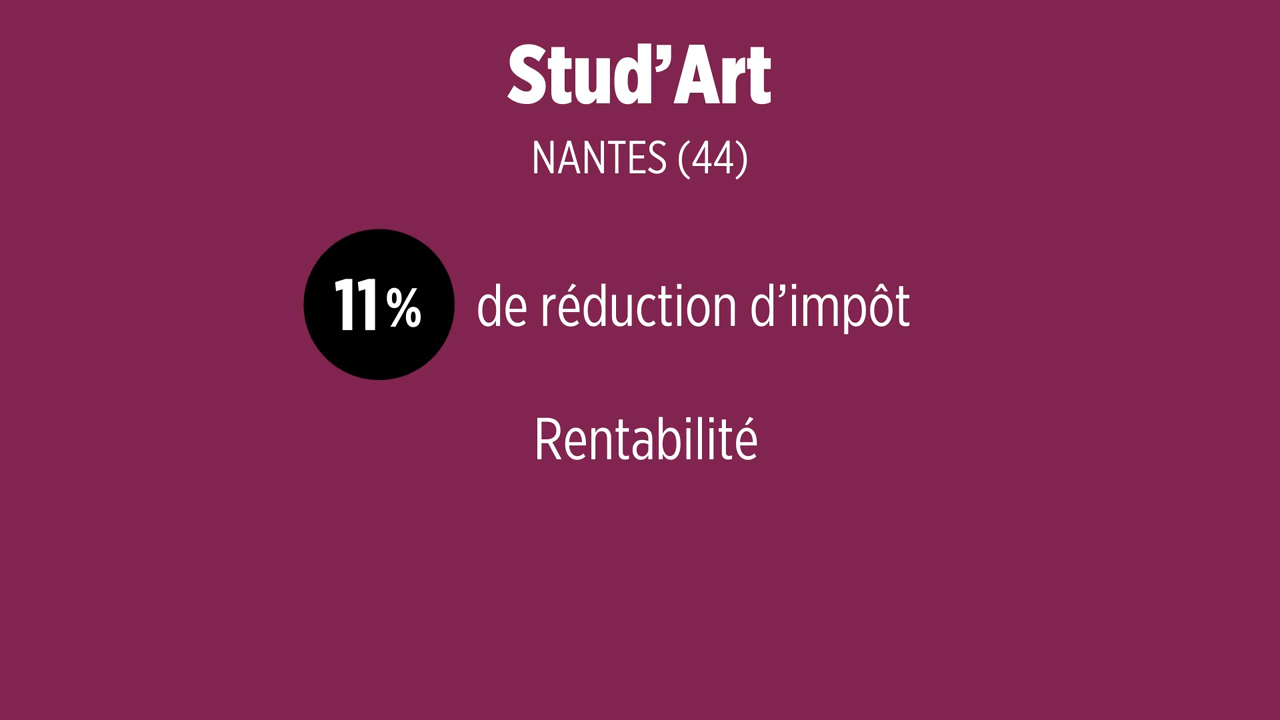 Stud’Art
NANTES (44)
11% de réduction d’impôt
Rentabilité